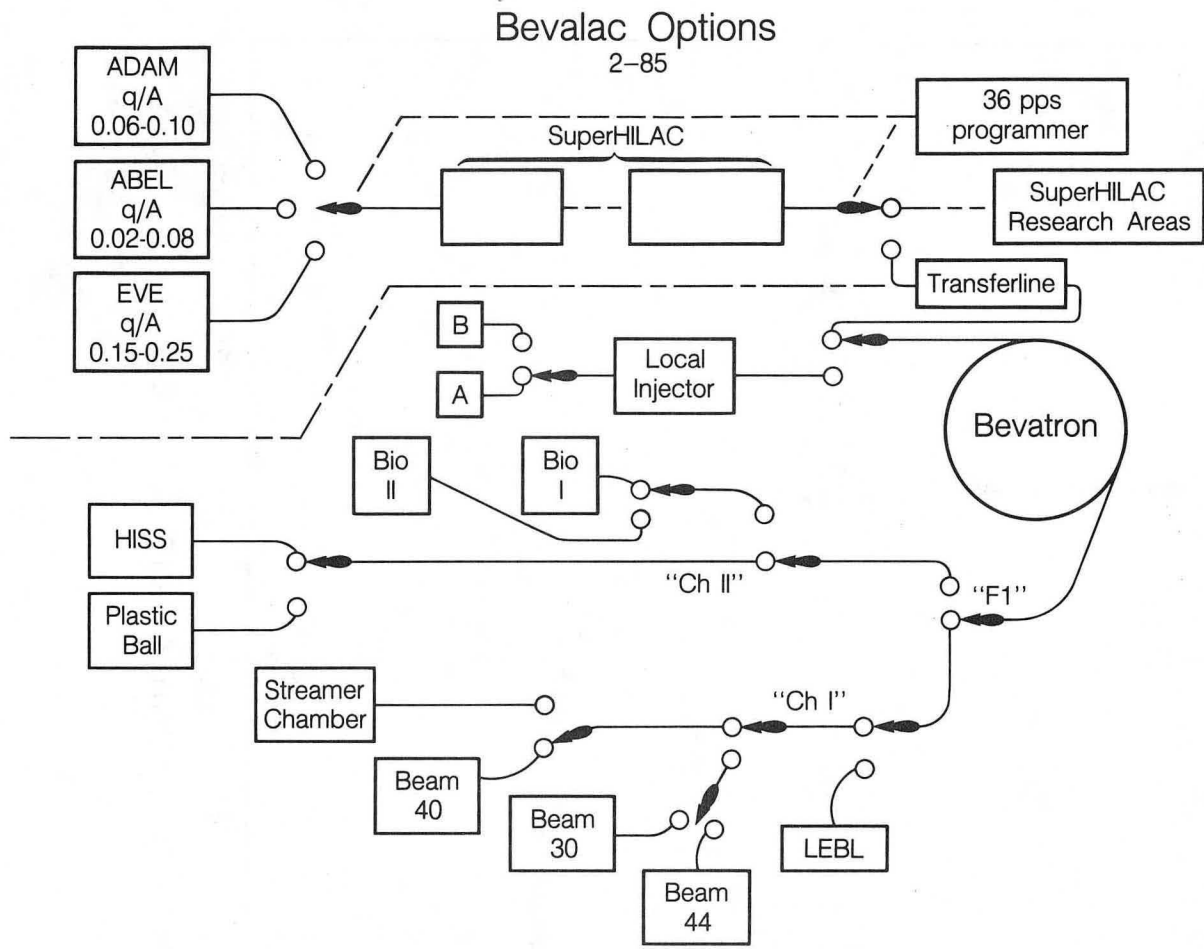 Bevalac Options
2-85
ADAM
q/A
0.06-0.10
ABEL
q/A
0.02-0.08
EVE
q/A
0.15-0.25
SuperHILAC
36 pps
programmer
SuperHILAC
Research Areas
Transferline
B
A
Local
Injector
Bevatron
Bio
II
Bio
I
HISS
Plastic
Ball
"Ch II"
"F1"
Streamer
Chamber
"Ch I"
Beam
40
Beam
30
Beam
44
LEBL